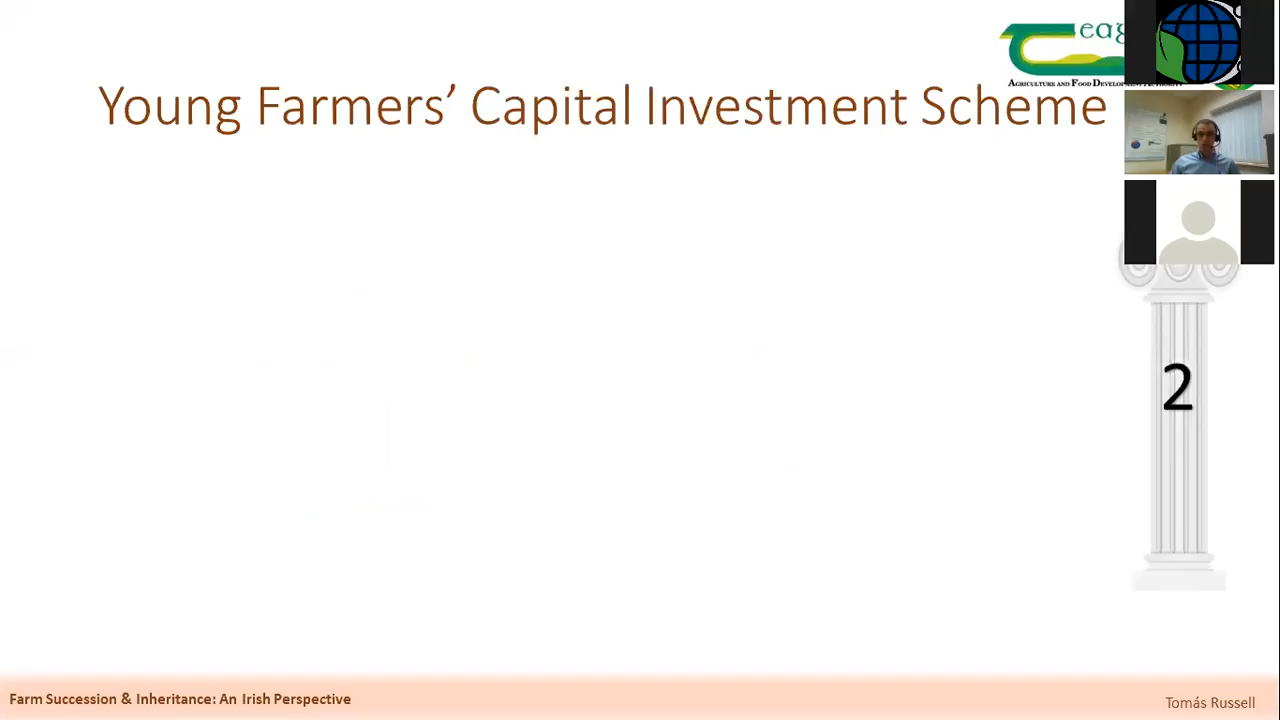 Young Farmers’ Capital Investment Scheme
2
Farm Succession & Inheritance: An Irish Perspective
Tomás Russell